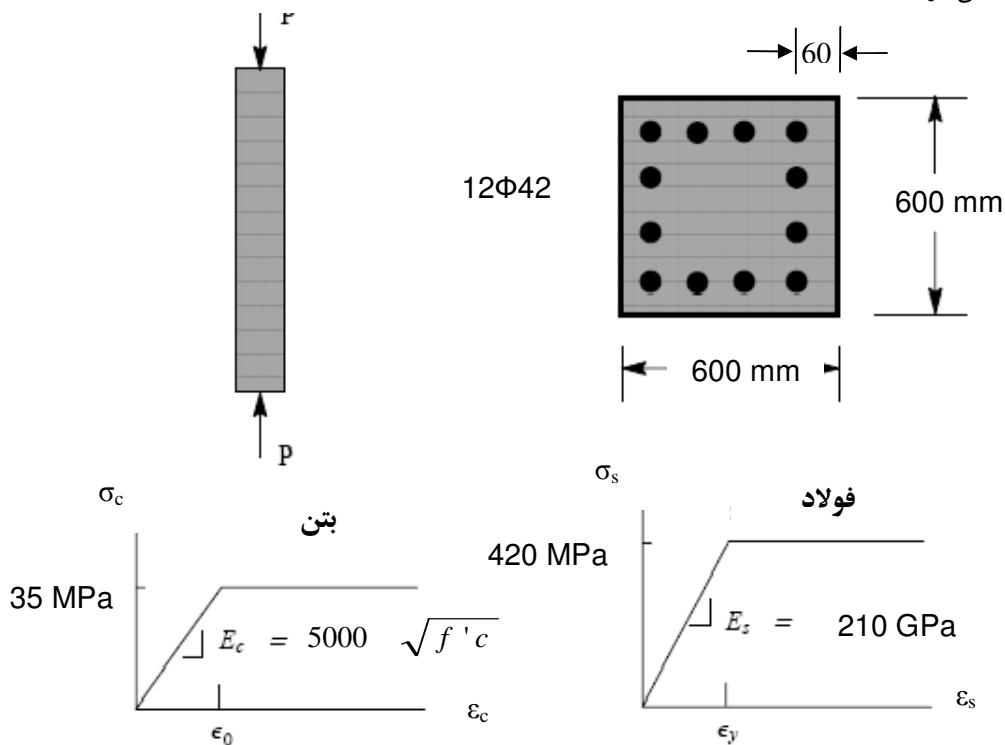 P
60
12Φ42
600 mm
600 mm
P
σc
بتن
35 MPa
Ec = 5000 √f'c
ϵ0
εc
σs
فولاد
420 MPa
Es = 210 GPa
ϵy
εs